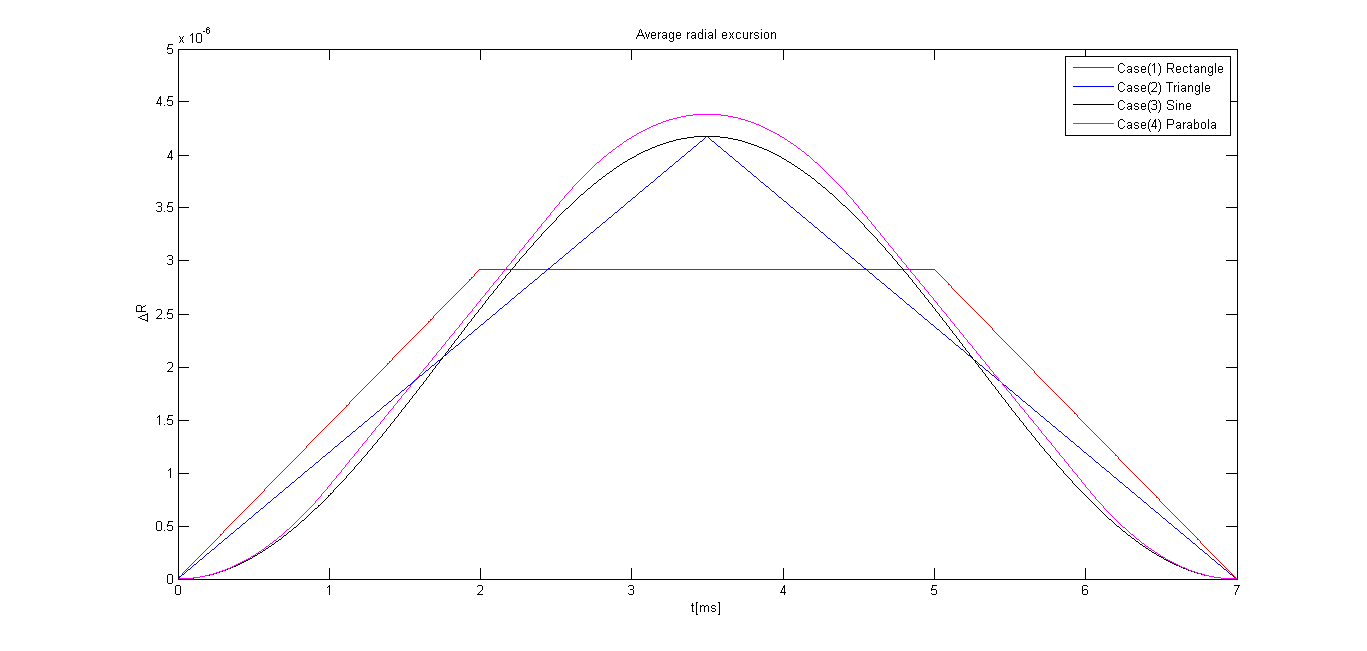 Average radial excursion
x 10^-6
5
4.5
4
3.5
3
2.5
2
1.5
1
0.5
0
ΔR
Case(1) Rectangle
Case(2) Triangle
Case(3) Sine
Case(4) Parabola
0 1 2 3 4 5 6 7
t[ms]